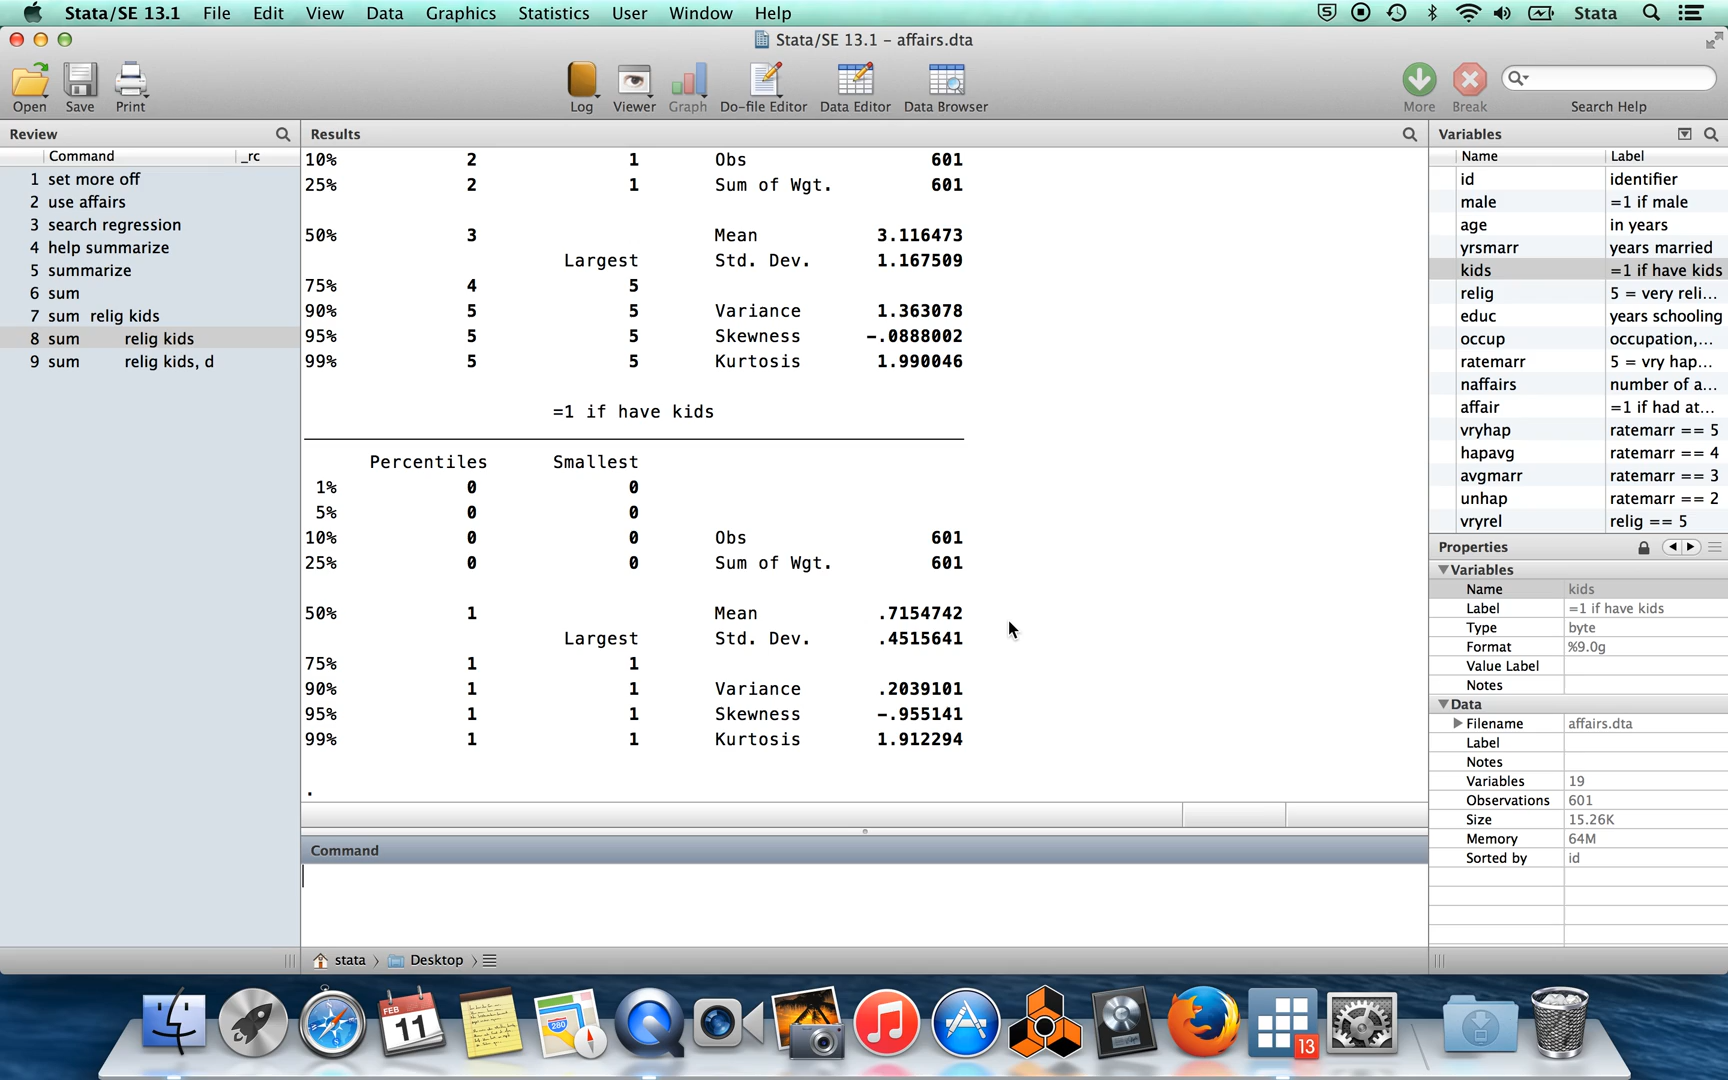 Stata/SE 13.1 File Edit View Data Graphics Statistics User Window Help Stata
Stata/SE 13.1 – affairs.dta
Open Save Print Log Viewer Graph Do-file Editor Data Editor Data Browser More Break Search Help
Review
Command _rc
1 set more off
2 use affairs
3 search regression
4 help summarize
5 summarize
6 sum
7 sum relig kids
8 sum relig kids
9 sum relig kids, d
Results
10% 2 1 Obs 601
25% 2 1 Sum of Wgt. 601
50% 3 Mean 3.116473
Largest Std. Dev. 1.167509
75% 4 5
90% 5 5 Variance 1.363078
95% 5 5 Skewness -.0888002
99% 5 5 Kurtosis 1.990046
=1 if have kids
Percentiles Smallest
1% 0 0
5% 0 0
10% 0 0 Obs 601
25% 0 0 Sum of Wgt. 601
50% 1 Mean .7154742
Largest Std. Dev. .4515641
75% 1 1
90% 1 1 Variance .2039101
95% 1 1 Skewness -.955141
99% 1 1 Kurtosis 1.912294
.
Command
stata Desktop
Variables
Name Label
id identifier
male =1 if male
age in years
yrsmarr years married
kids =1 if have kids
relig 5 = very reli...
educ years schooling
occup occupation,...
ratemarr 5 = vry hap...
naffairs number of a...
affair =1 if had at...
vryhap ratemarr == 5
hapavg ratemarr == 4
avgmarr ratemarr == 3
unhap ratemarr == 2
vryrel relig == 5
Properties
Variables
Name kids
Label =1 if have kids
Type byte
Format %9.0g
Value Label
Notes
Data
Filename affairs.dta
Label
Notes
Variables 19
Observations 601
Size 15.26K
Memory 64M
Sorted by id
FEB
11
280
13